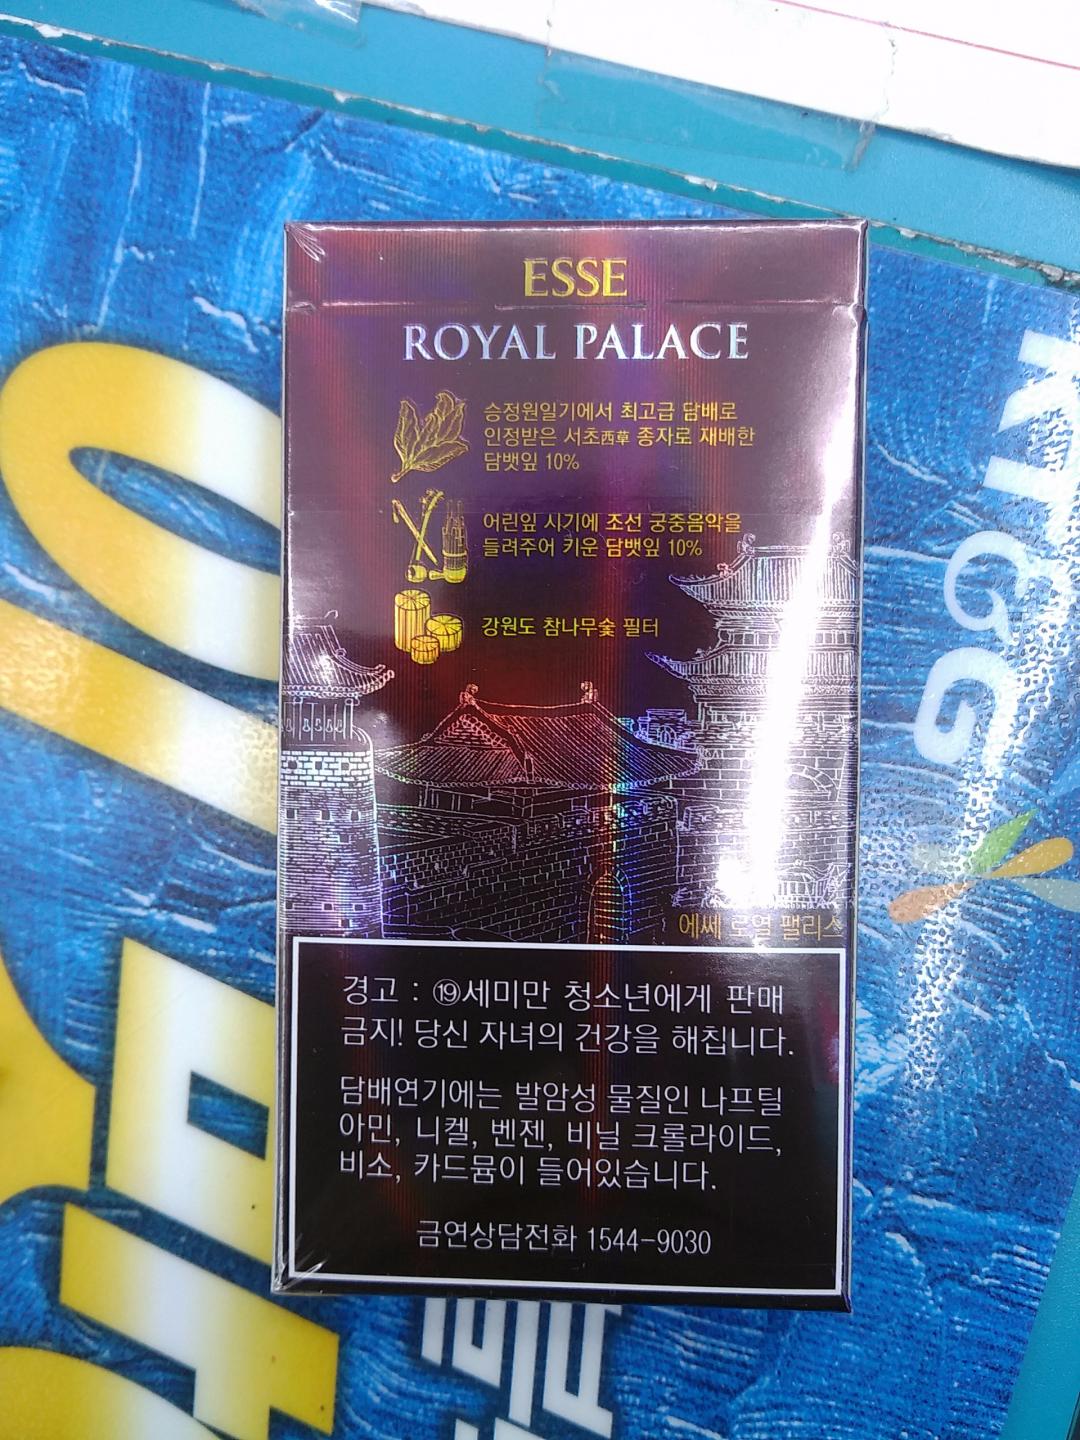 ESSE
ROYAL PALACE
승정원일기에서 최고급 담배로
인정받은 서초西草 종자로 재배한
담뱃잎 10%
어린잎 시기에 조선 궁중음악을
들려주어 키운 담뱃잎 10%
강원도 참나무숯 필터
에쎄 로열 팰리스
경고 : ⑲세미만 청소년에게 판매
금지! 당신 자녀의 건강을 해칩니다.
담배연기에는 발암성 물질인 나프틸
아민, 니켈, 벤젠, 비닐 크롤라이드,
비소, 카드뮴이 들어있습니다.
금연상담전화 1544-9030
KT&G